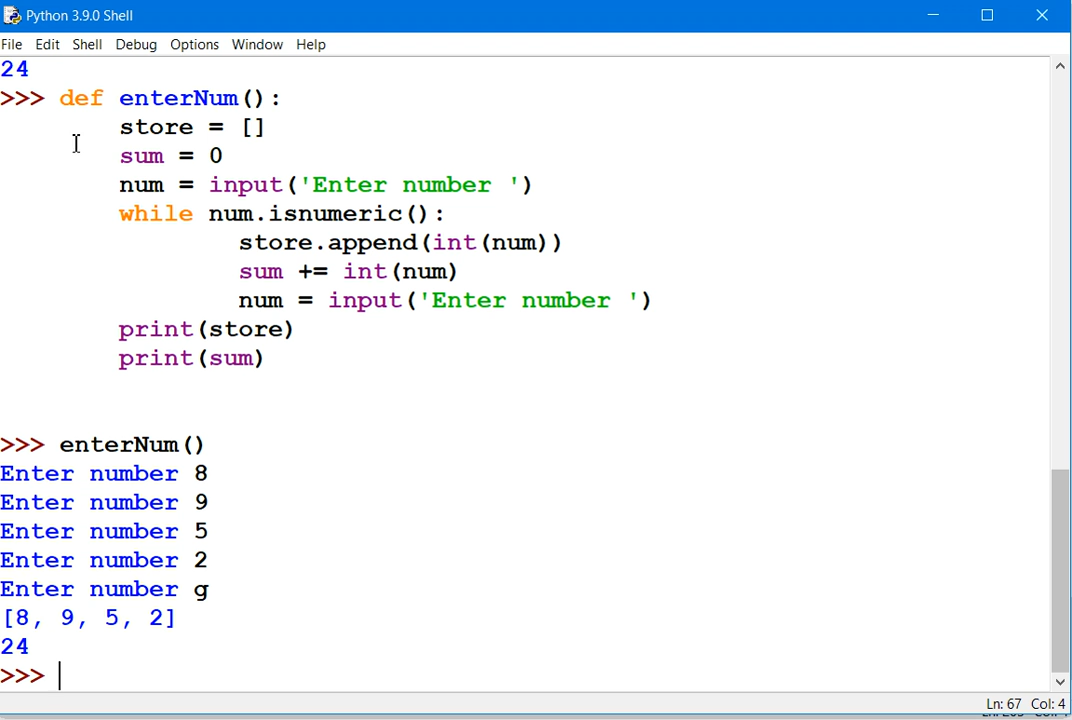 Python 3.9.0 Shell
File Edit Shell Debug Options Window Help
24
>>> def enterNum():
        store = []
        sum = 0
        num = input('Enter number ')
        while num.isnumeric():
                store.append(int(num))
                sum += int(num)
                num = input('Enter number ')
        print(store)
        print(sum)
>>> enterNum()
Enter number 8
Enter number 9
Enter number 5
Enter number 2
Enter number g
[8, 9, 5, 2]
24
>>>
Ln: 67 Col: 4